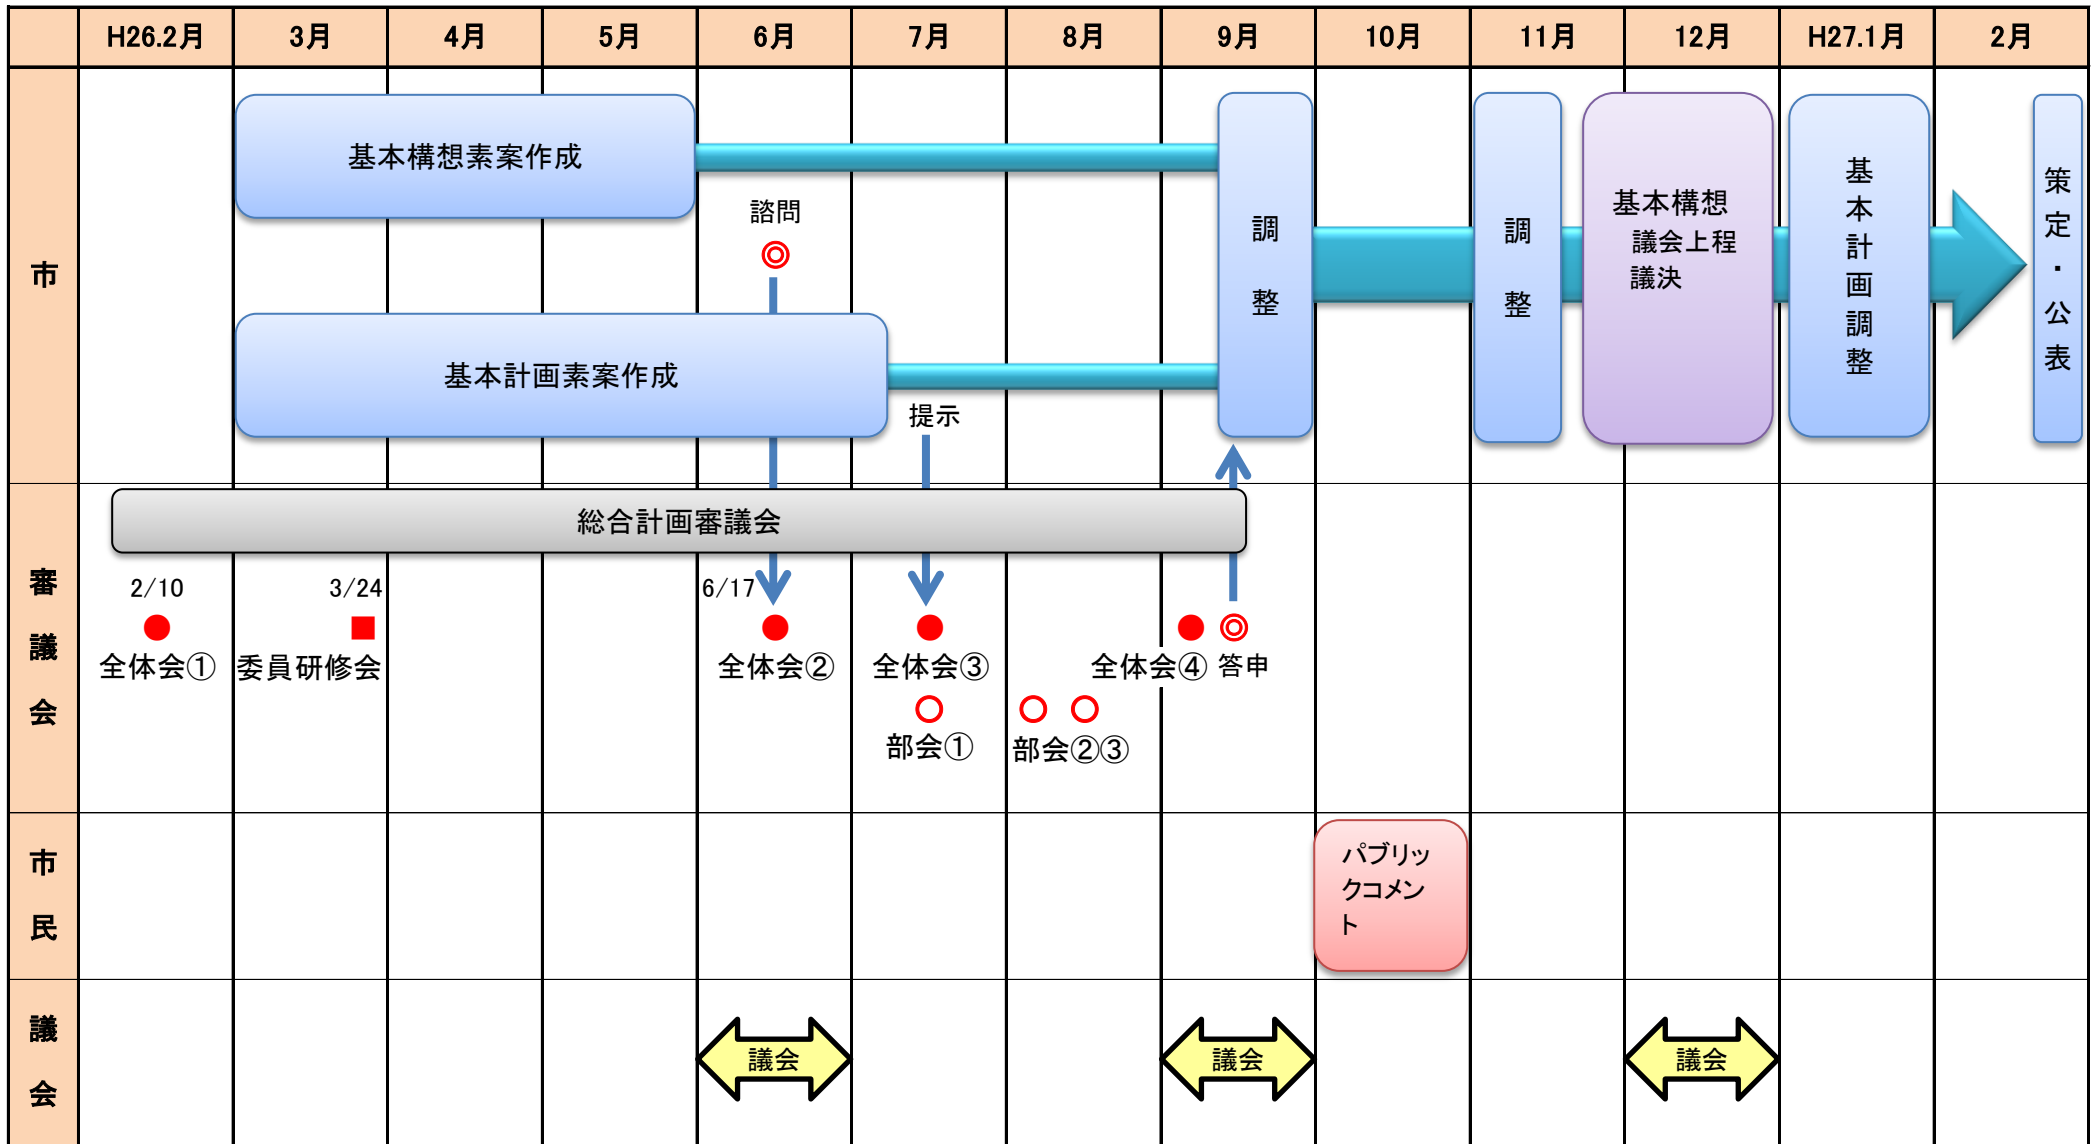 H26.2月 3月 4月 5月 6月 7月 8月 9月 10月 11月 12月 H27.1月 2月
市
基本構想素案作成
諮問
基本計画素案作成
提示
調整
調整
基本構想
議会上程
議決
基本計画調整
策定・公表
審議会
総合計画審議会
2/10
3/24
6/17
全体会①
委員研修会
全体会②
全体会③
全体会④
答申
部会①
部会②③
市民
パブリッ
クコメン
ト
議会
議会
議会
議会